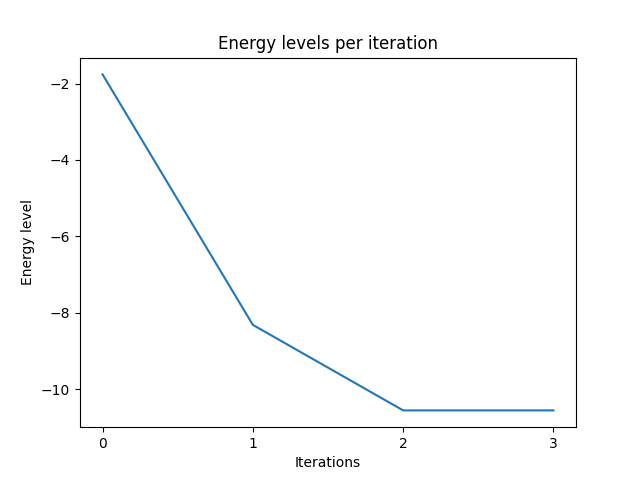 Energy levels per iteration
−2
−4
−6
−8
−10
Energy level
0 1 2 3
Iterations